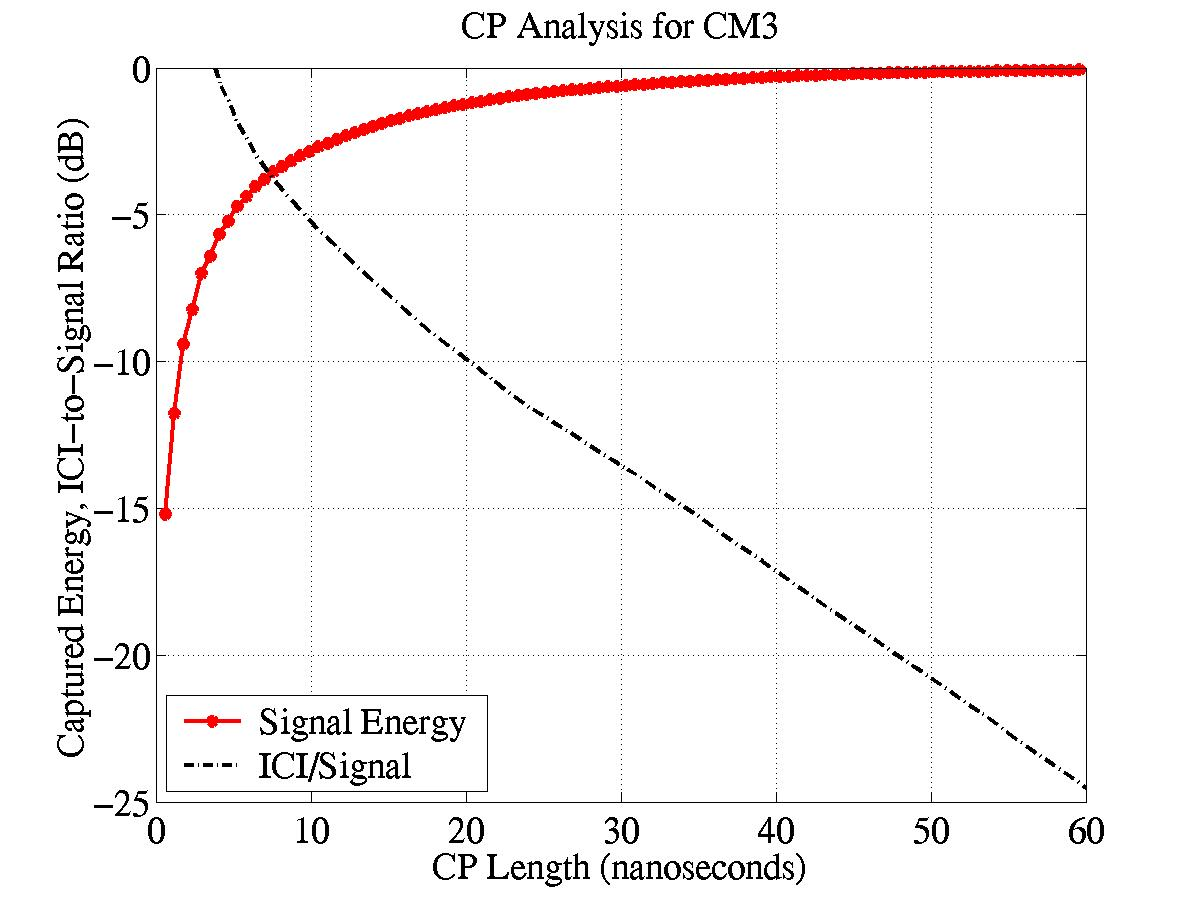 CP Analysis for CM3
Captured Energy, ICI-to-Signal Ratio (dB)
0
-5
-10
-15
-20
-25
Signal Energy
ICI/Signal
0 10 20 30 40 50 60
CP Length (nanoseconds)